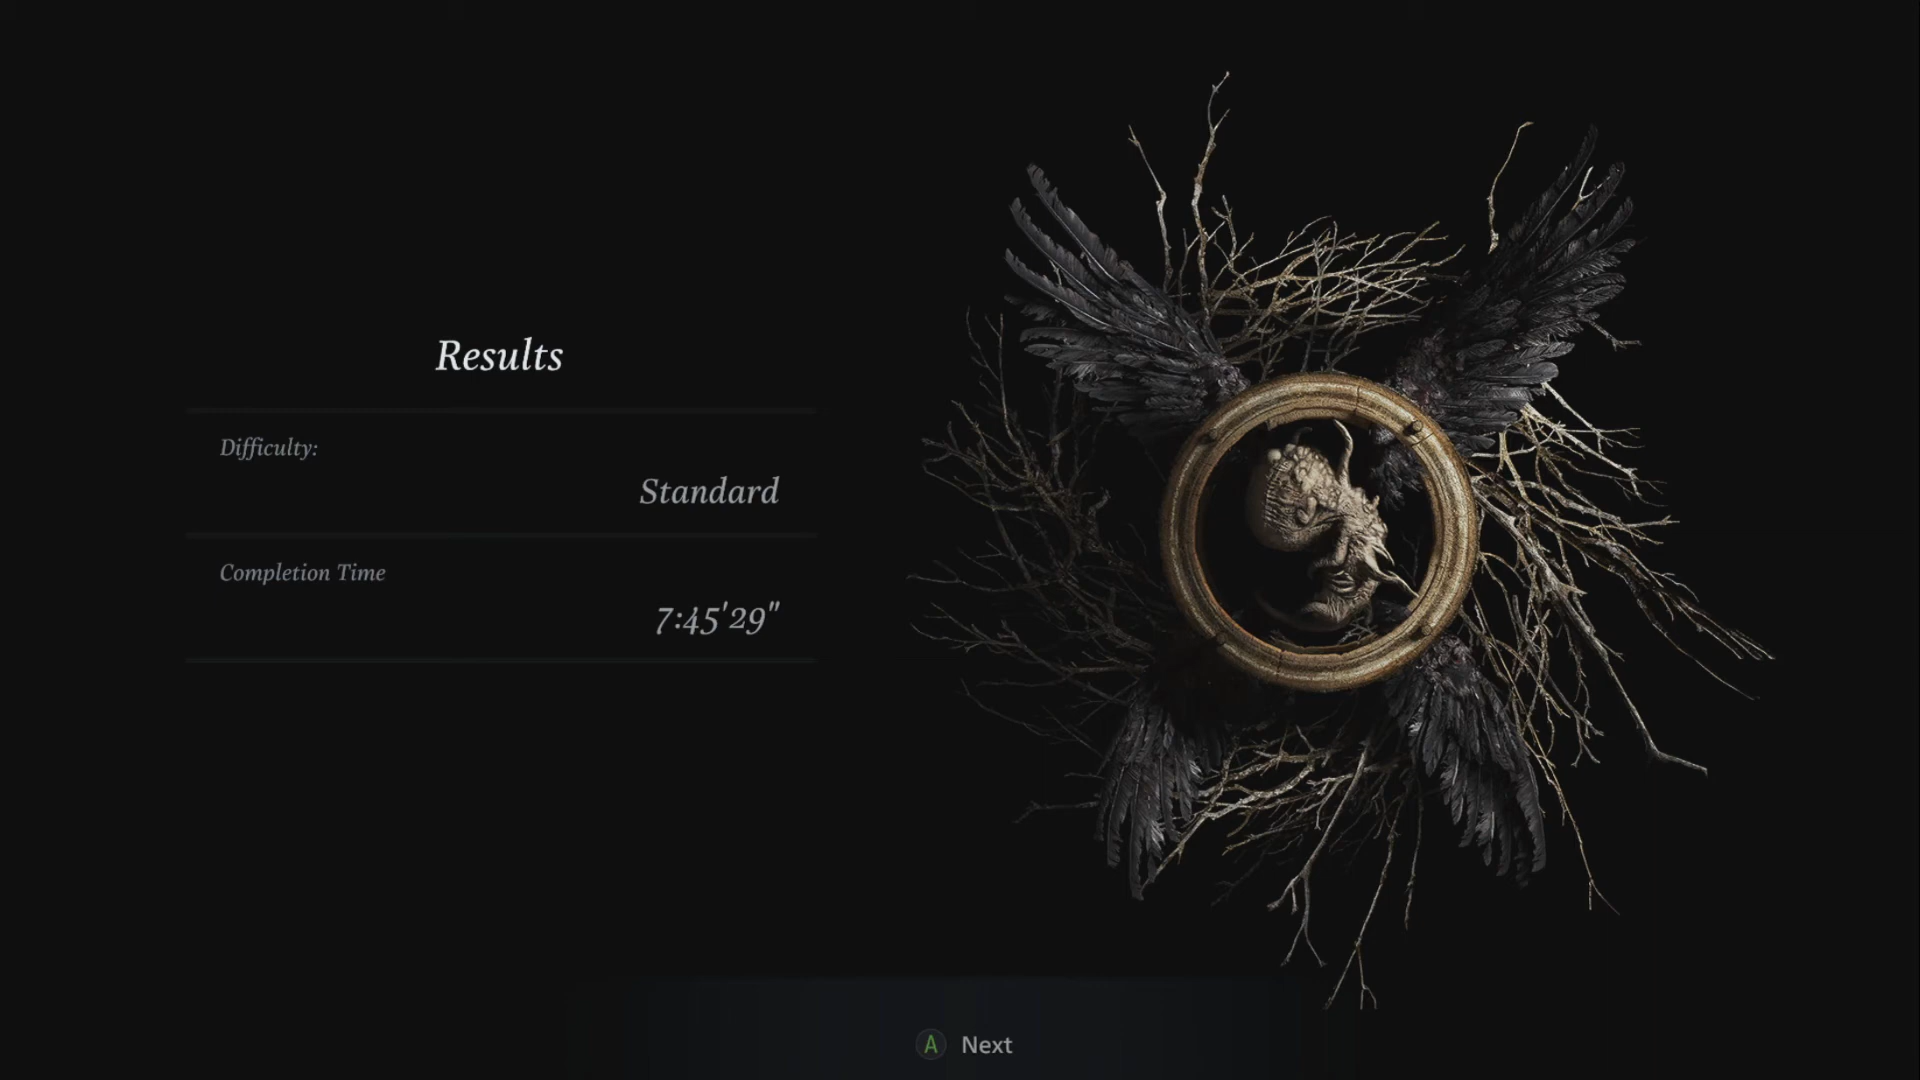 Results
Difficulty:
Standard
Completion Time
7:45'29"
A Next